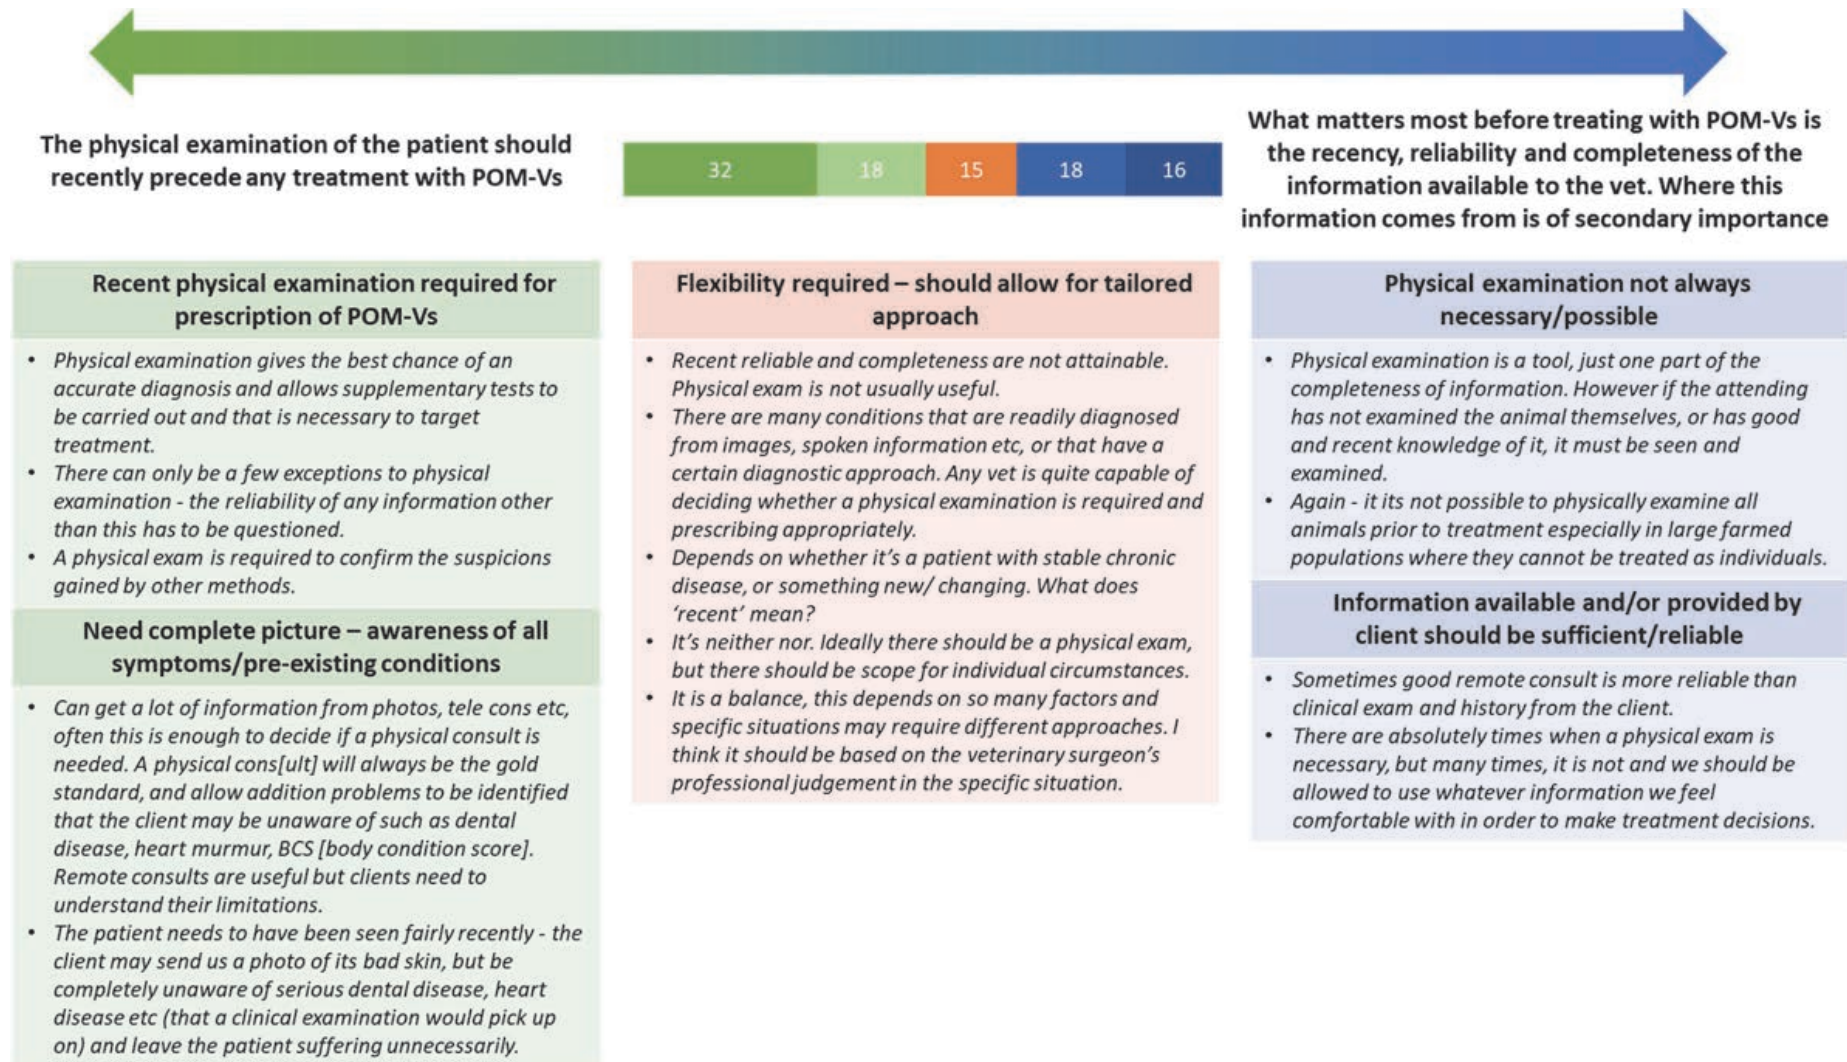 The physical examination of the patient should
recently precede any treatment with POM-Vs
32 18 15 18 16
What matters most before treating with POM-Vs is
the recency, reliability and completeness of the
information available to the vet. Where this
information comes from is of secondary importance
Recent physical examination required for
prescription of POM-Vs
• Physical examination gives the best chance of an
accurate diagnosis and allows supplementary tests to
be carried out and that is necessary to target
treatment.
• There can only be a few exceptions to physical
examination - the reliability of any information other
than this has to be questioned.
• A physical exam is required to confirm the suspicions
gained by other methods.
Need complete picture – awareness of all
symptoms/pre-existing conditions
• Can get a lot of information from photos, tele cons etc,
often this is enough to decide if a physical consult is
needed. A physical cons[ult] will always be the gold
standard, and allow addition problems to be identified
that the client may be unaware of such as dental
disease, heart murmur, BCS [body condition score].
Remote consults are useful but clients need to
understand their limitations.
• The patient needs to have been seen fairly recently - the
client may send us a photo of its bad skin, but be
completely unaware of serious dental disease, heart
disease etc (that a clinical examination would pick up
on) and leave the patient suffering unnecessarily.
Flexibility required – should allow for tailored
approach
• Recent reliable and completeness are not attainable.
Physical exam is not usually useful.
• There are many conditions that are readily diagnosed
from images, spoken information etc, or that have a
certain diagnostic approach. Any vet is quite capable of
deciding whether a physical examination is required and
prescribing appropriately.
• Depends on whether it's a patient with stable chronic
disease, or something new/ changing. What does
'recent' mean?
• It's neither nor. Ideally there should be a physical exam,
but there should be scope for individual circumstances.
• It is a balance, this depends on so many factors and
specific situations may require different approaches. I
think it should be based on the veterinary surgeon's
professional judgement in the specific situation.
Physical examination not always
necessary/possible
• Physical examination is a tool, just one part of the
completeness of information. However if the attending
has not examined the animal themselves, or has good
and recent knowledge of it, it must be seen and
examined.
• Again - it its not possible to physically examine all
animals prior to treatment especially in large farmed
populations where they cannot be treated as individuals.
Information available and/or provided by
client should be sufficient/reliable
• Sometimes good remote consult is more reliable than
clinical exam and history from the client.
• There are absolutely times when a physical exam is
necessary, but many times, it is not and we should be
allowed to use whatever information we feel
comfortable with in order to make treatment decisions.